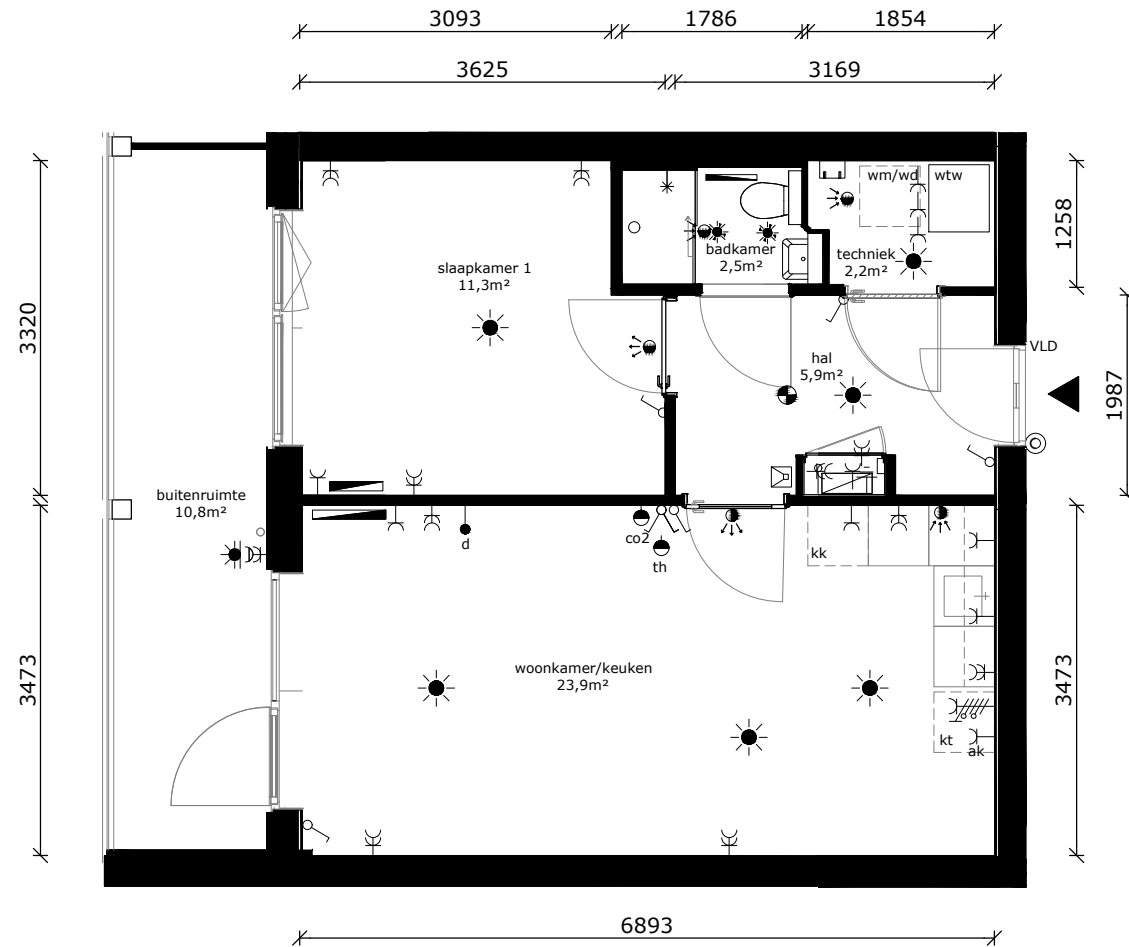 3093
1786
1854
3625
3169
wm/wd
wtw
1258
badkamer
2,5m²
techniek
2,2m²
slaapkamer 1
11,3m²
3320
VLD
hal
5,9m²
1987
buitenruimte
10,8m²
co2
d
th
kk
woonkamer/keuken
23,9m²
3473
3473
kt
ak
6893